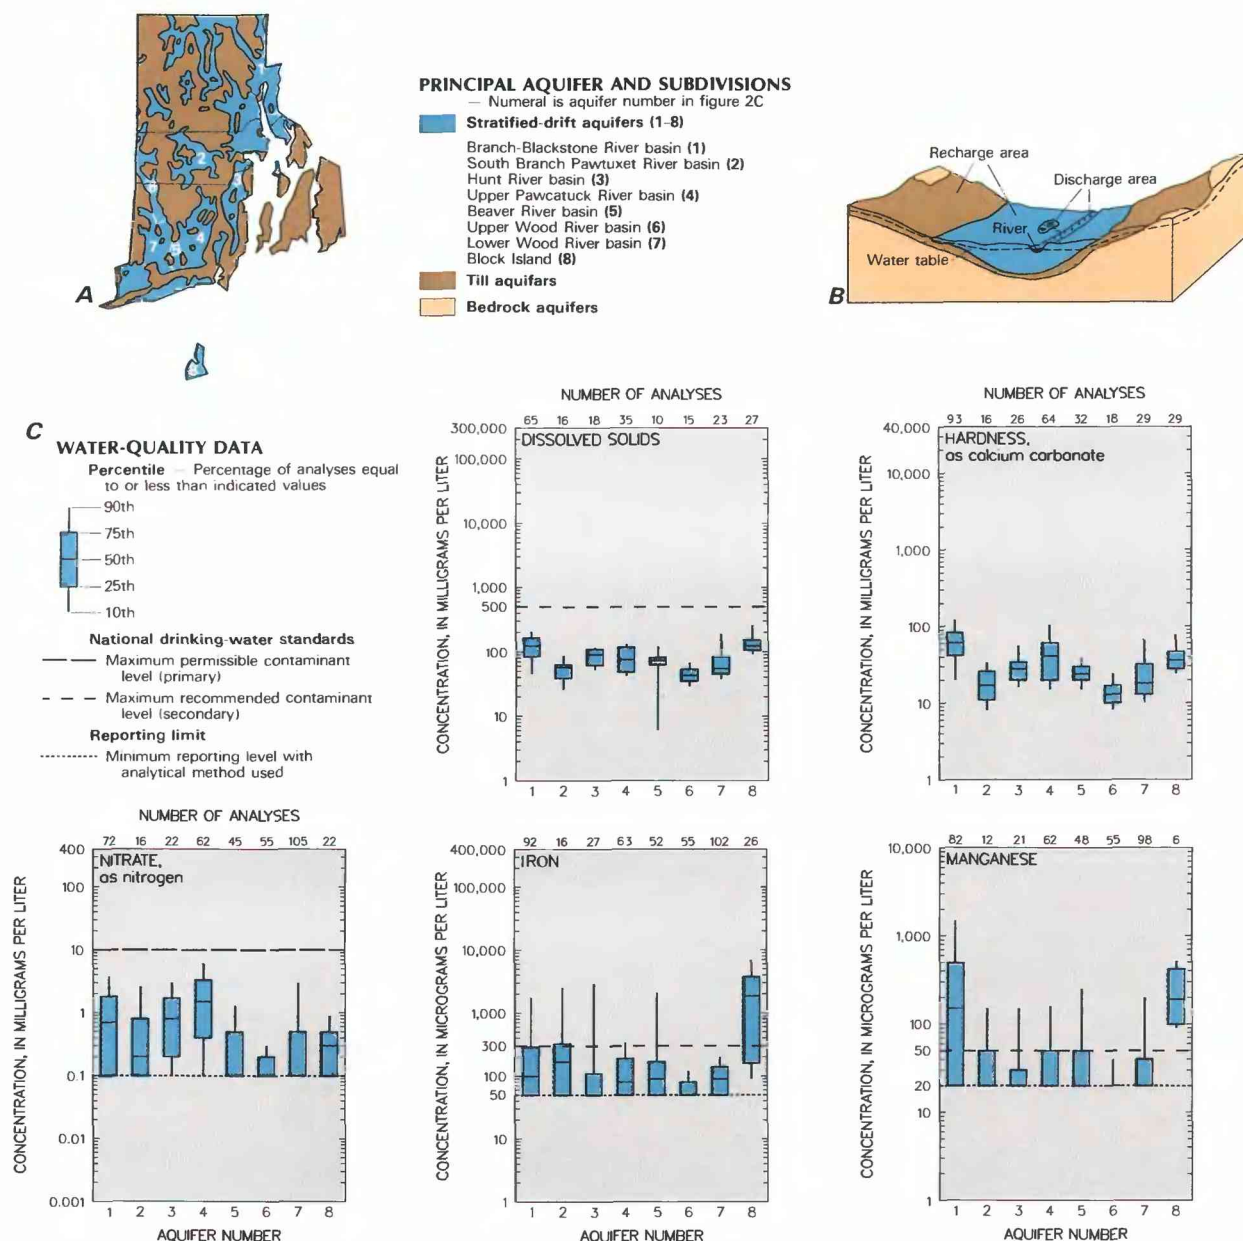 PRINCIPAL AQUIFER AND SUBDIVISIONS
— Numeral is aquifer number in figure 2C
Stratified-drift aquifers (1–8)
Branch-Blackstone River basin (1)
South Branch Pawtuxet River basin (2)
Hunt River basin (3)
Upper Pawcatuck River basin (4)
Beaver River basin (5)
Upper Wood River basin (6)
Lower Wood River basin (7)
Block Island (8)
Till aquifars
Bedrock aquifers
A
1
2
3
6
7
5
4
8
B
Recharge area
Discharge area
River
Water table
C
WATER-QUALITY DATA
Percentile — Percentage of analyses equal
to or less than indicated values
90th
75th
50th
25th
10th
National drinking-water standards
Maximum permissible contaminant
level (primary)
Maximum recommended contaminant
level (secondary)
Reporting limit
Minimum reporting level with
analytical method used
NUMBER OF ANALYSES
65 16 18 35 10 15 23 27
DISSOLVED SOLIDS
CONCENTRATION, IN MILLIGRAMS PER LITER
300,000
100,000
10,000
1,000
500
100
10
1
1 2 3 4 5 6 7 8
NUMBER OF ANALYSES
93 16 26 64 32 18 29 29
HARDNESS,
as calcium carbonate
CONCENTRATION, IN MILLIGRAMS PER LITER
40,000
10,000
1,000
100
10
1
1 2 3 4 5 6 7 8
NUMBER OF ANALYSES
72 16 22 62 45 55 105 22
NITRATE,
as nitrogen
CONCENTRATION, IN MILLIGRAMS PER LITER
400
100
10
1
0.1
0.01
0.001
1 2 3 4 5 6 7 8
AQUIFER NUMBER
92 16 27 63 52 55 102 26
IRON
CONCENTRATION, IN MICROGRAMS PER LITER
400,000
100,000
10,000
1,000
300
100
50
10
1
1 2 3 4 5 6 7 8
AQUIFER NUMBER
82 12 21 62 48 55 98 6
MANGANESE
CONCENTRATION, IN MICROGRAMS PER LITER
10,000
1,000
100
50
20
10
1
1 2 3 4 5 6 7 8
AQUIFER NUMBER